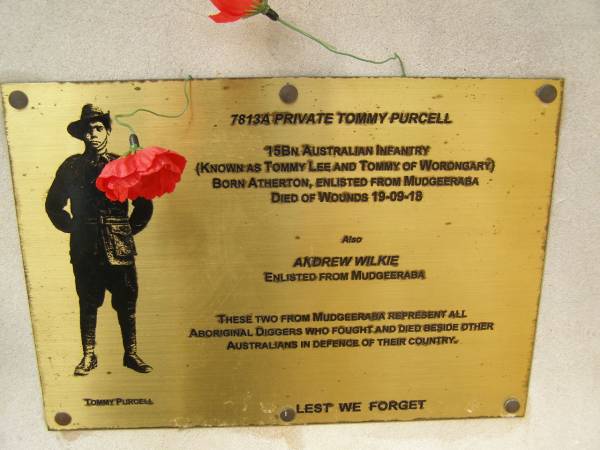 7813A PRIVATE TOMMY PURCELL
15BN AUSTRALIAN INFANTRY
(KNOWN AS TOMMY LEE AND TOMMY OF WORONGARY)
BORN ATHERTON, ENLISTED FROM MUDGEERABA
DIED OF WOUNDS 19-09-18
Also
ANDREW WILKIE
ENLISTED FROM MUDGEERABA
THESE TWO FROM MUDGEERABA REPRESENT ALL
ABORIGINAL DIGGERS WHO FOUGHT AND DIED BESIDE OTHER
AUSTRALIANS IN DEFENCE OF THEIR COUNTRY.
TOMMY PURCELL
LEST WE FORGET